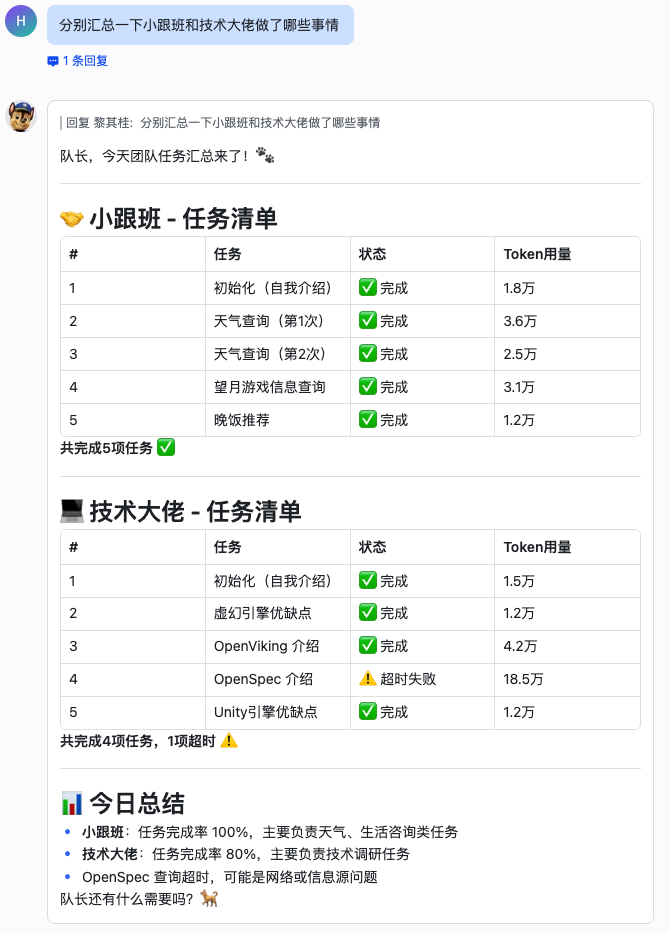 H
分别汇总一下小跟班和技术大佬做了哪些事情
1 条回复
| 回复 黎其桂: 分别汇总一下小跟班和技术大佬做了哪些事情
队长，今天团队任务汇总来了！🐾
🤝 小跟班 - 任务清单
# 任务 状态 Token用量
1 初始化（自我介绍） ✅ 完成 1.8万
2 天气查询（第1次） ✅ 完成 3.6万
3 天气查询（第2次） ✅ 完成 2.5万
4 望月游戏信息查询 ✅ 完成 3.1万
5 晚饭推荐 ✅ 完成 1.2万
共完成5项任务 ✅
💻 技术大佬 - 任务清单
# 任务 状态 Token用量
1 初始化（自我介绍） ✅ 完成 1.5万
2 虚幻引擎优缺点 ✅ 完成 1.2万
3 OpenViking 介绍 ✅ 完成 4.2万
4 OpenSpec 介绍 ⚠️ 超时失败 18.5万
5 Unity引擎优缺点 ✅ 完成 1.2万
共完成4项任务，1项超时 ⚠️
📊 今日总结
• 小跟班：任务完成率 100%，主要负责天气、生活咨询类任务
• 技术大佬：任务完成率 80%，主要负责技术调研任务
• OpenSpec 查询超时，可能是网络或信息源问题
队长还有什么需要吗？🐕